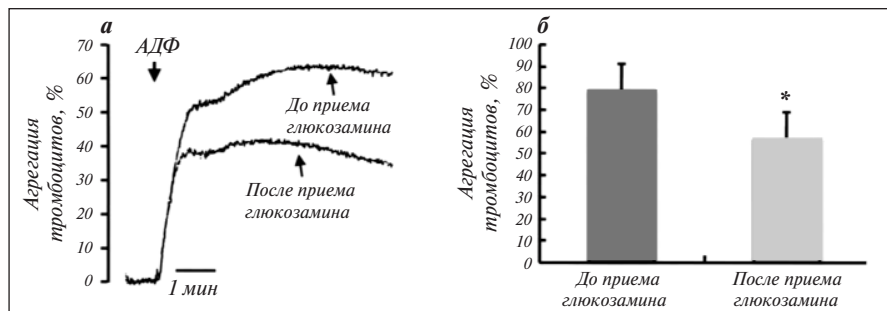 а
АДФ
Агрегация
тромбоцитов, %
70
60
50
40
30
20
10
0
До приема
глюкозамина
После приема
глюкозамина
1 мин
б
Агрегация
тромбоцитов, %
100
90
80
70
60
50
40
30
20
10
0
*
До приема
глюкозамина
После приема
глюкозамина